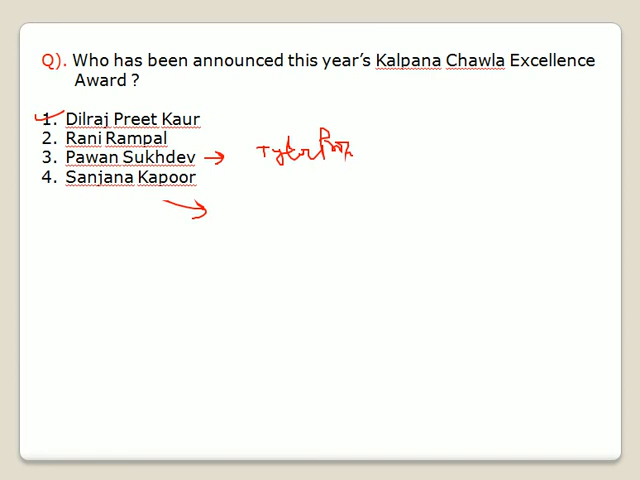 Q). Who has been announced this year's Kalpana Chawla Excellence
Award ?
1. Dilraj Preet Kaur
2. Rani Rampal
3. Pawan Sukhdev
4. Sanjana Kapoor